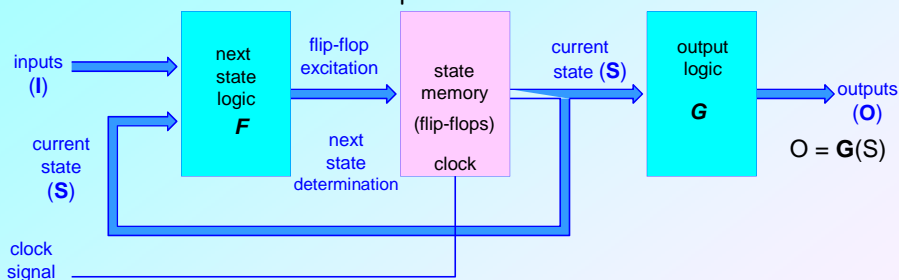 inputs
(I)
next
state
logic
F
flip-flop
excitation
next
state
determination
state
memory
(flip-flops)
clock
current
state (S)
output
logic
G
outputs
(O)
O = G(S)
current
state
(S)
clock
signal